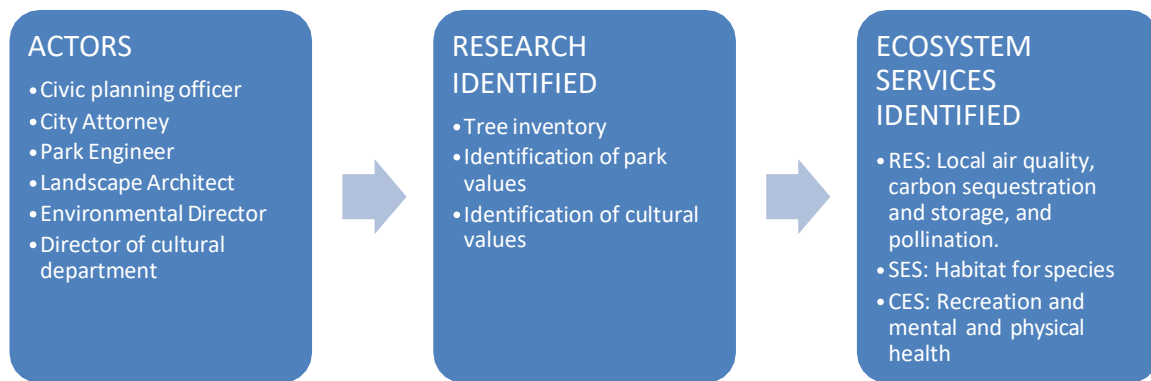 ACTORS
•Civic planning officer
•City Attorney
•Park Engineer
•Landscape Architect
•Environmental Director
•Director of cultural
department
RESEARCH
IDENTIFIED
•Tree inventory
•Identification of park
values
•Identification of cultural
values
ECOSYSTEM
SERVICES
IDENTIFIED
•RES: Local air quality,
carbon sequestration
and storage, and
pollination.
•SES: Habitat for species
•CES: Recreation and
mental and physical
health